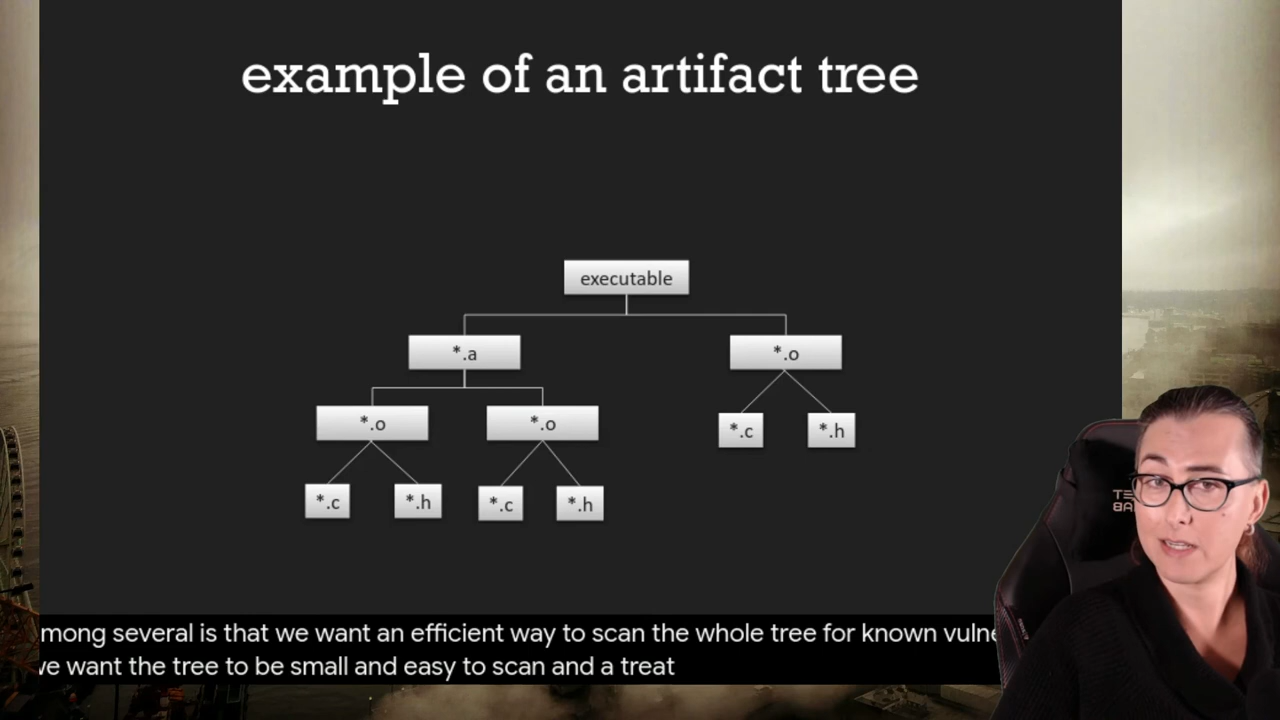 example of an artifact tree
executable
*.a
*.o
*.o
*.o
*.c
*.h
*.c
*.h
*.c
*.h
mong several is that we want an efficient way to scan the whole tree for known vulne
we want the tree to be small and easy to scan and a treat